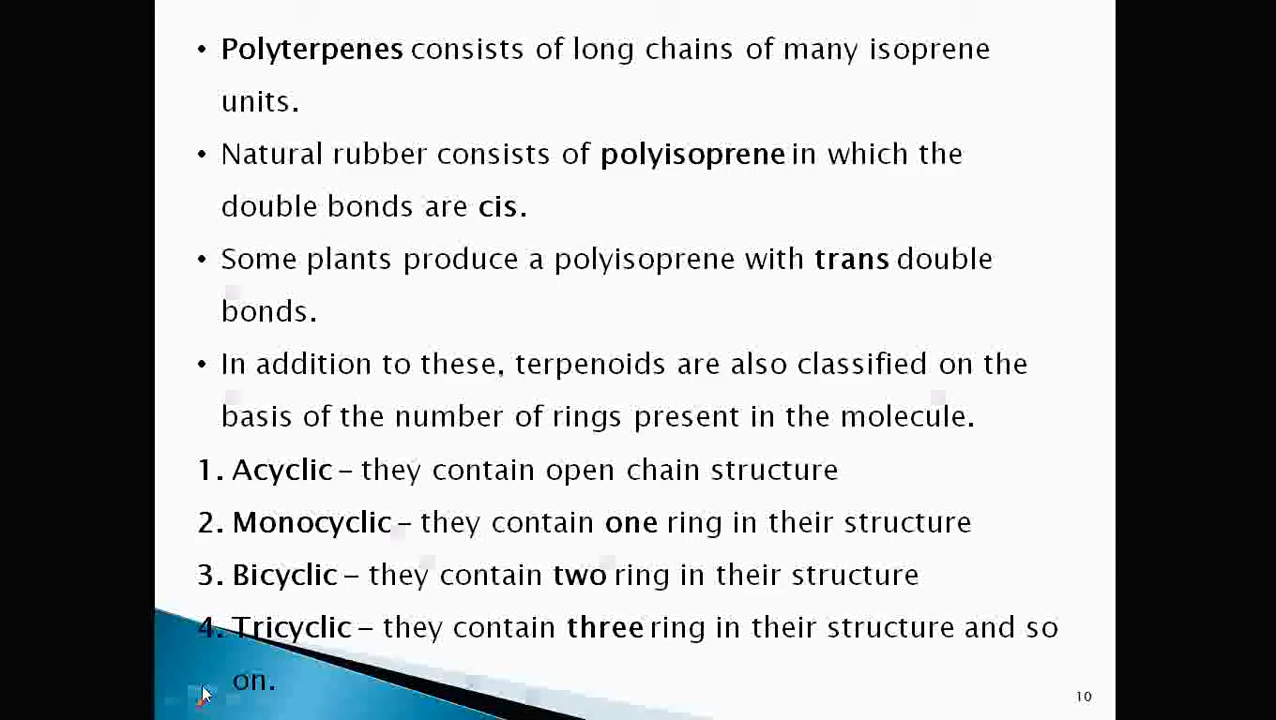 • Polyterpenes consists of long chains of many isoprene
units.
• Natural rubber consists of polyisoprene in which the
double bonds are cis.
• Some plants produce a polyisoprene with trans double
bonds.
• In addition to these, terpenoids are also classified on the
basis of the number of rings present in the molecule.
1. Acyclic – they contain open chain structure
2. Monocyclic – they contain one ring in their structure
3. Bicyclic – they contain two ring in their structure
4. Tricyclic – they contain three ring in their structure and so
on.
10